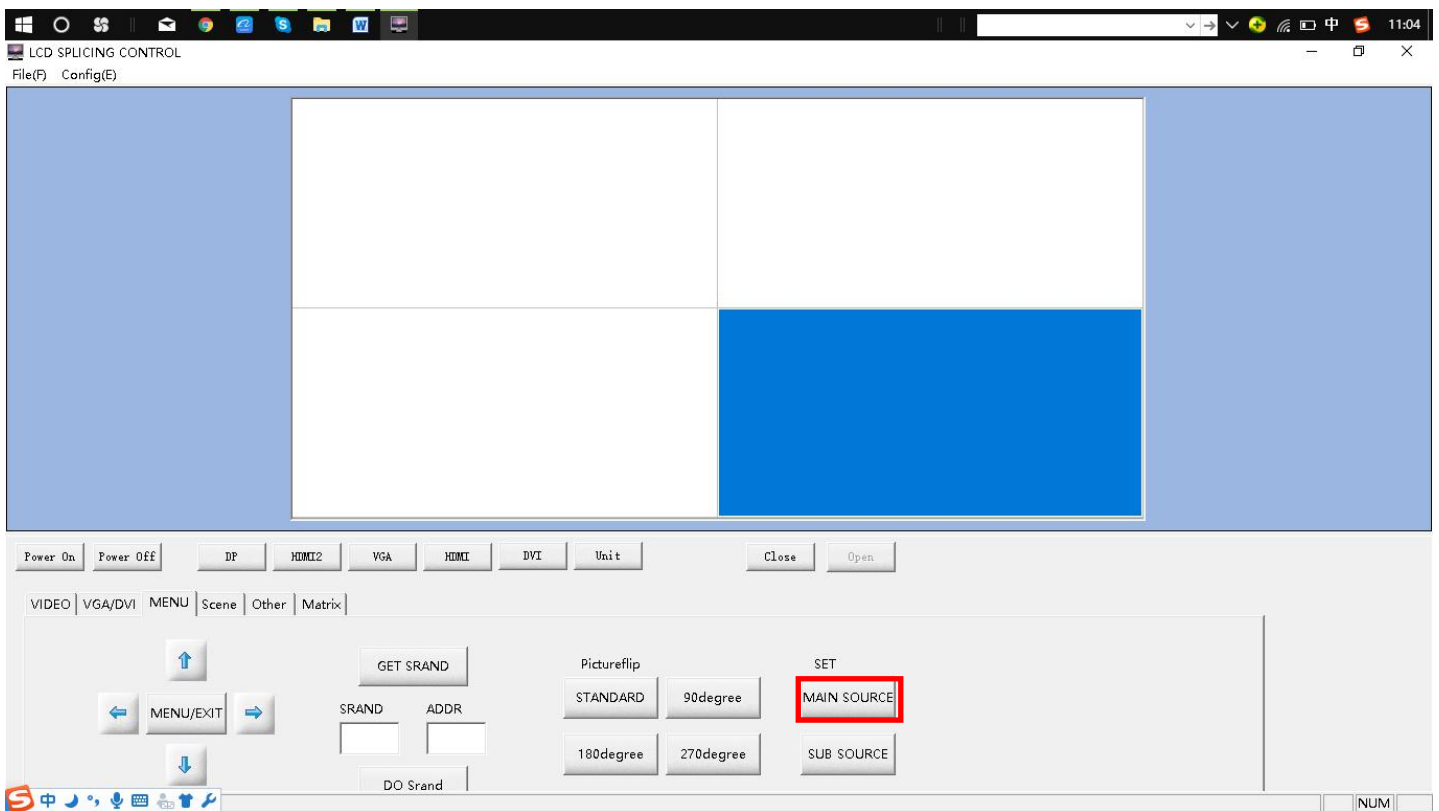 中 11:04
LCD SPLICING CONTROL
File(F) Config(E)
Power On Power Off DP HDMI2 VGA HDMI DVI Unit Close Open
VIDEO VGA/DVI MENU Scene Other Matrix
GET SRAND Pictureflip SET
MENU/EXIT SRAND ADDR STANDARD 90degree MAIN SOURCE
180degree 270degree SUB SOURCE
DO Srand
中 NUM